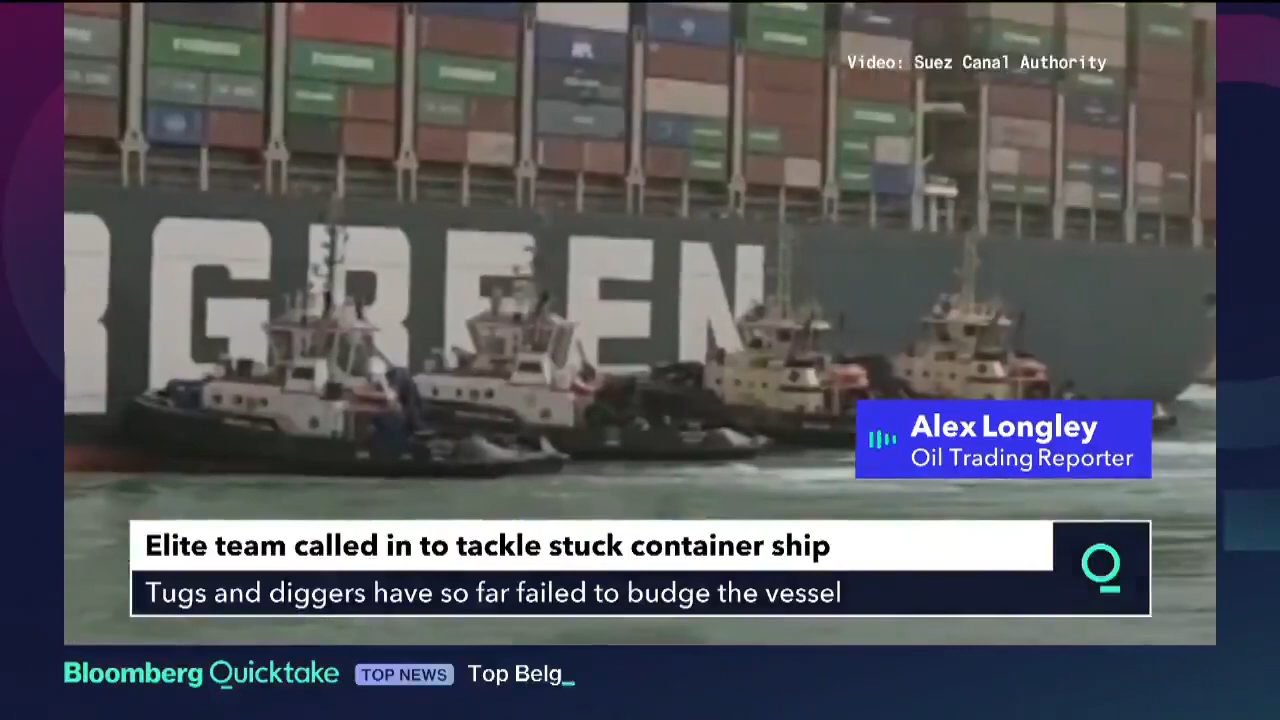 Video: Suez Canal Authority
RGREEN
Alex Longley
Oil Trading Reporter
Elite team called in to tackle stuck container ship
Tugs and diggers have so far failed to budge the vessel
Bloomberg Quicktake TOP NEWS Top Belg_